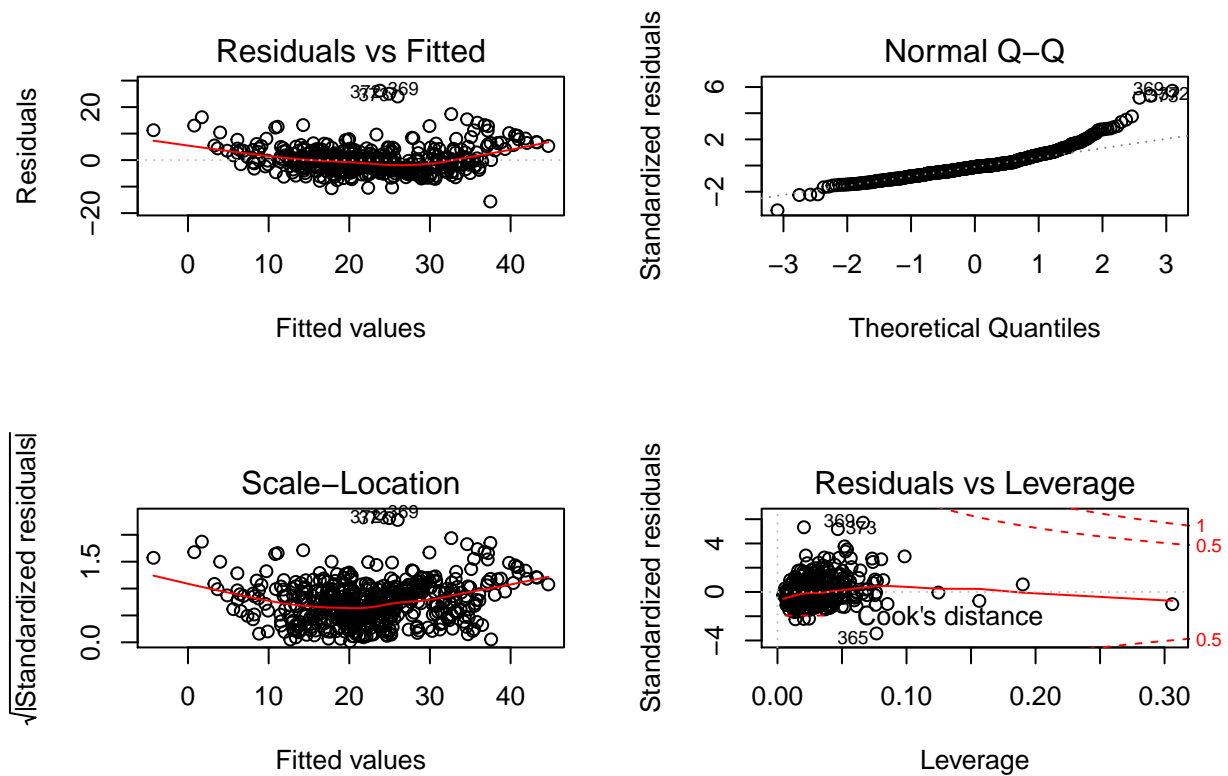 Residuals vs Fitted
Residuals
20
0
−20
369
0 10 20 30 40
Fitted values
Normal Q−Q
Standardized residuals
6
2
−2
369
−3 −2 −1 0 1 2 3
Theoretical Quantiles
Scale−Location
√|Standardized residuals|
1.5
0.0
369
0 10 20 30 40
Fitted values
Residuals vs Leverage
Standardized residuals
4
0
−4
369
373
365
Cook's distance
1
0.5
0.5
0.00 0.10 0.20 0.30
Leverage